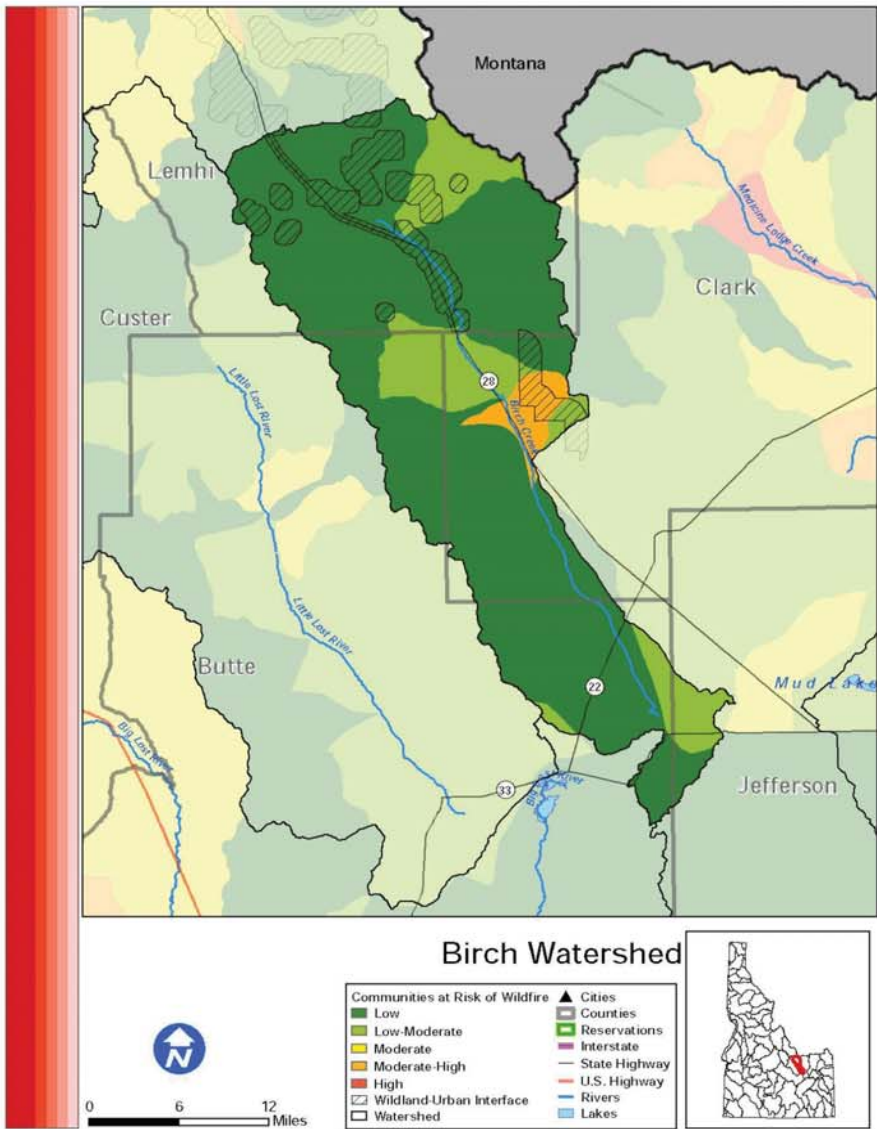 Montana
Lemhi
Medicine Lodge Creek
Clark
Custer
Little Lost River
28
Birch Creek
Little Lost River
Butte
22
Mud Lake
Big Lost River
33
River
Jefferson
Birch Watershed
Communities at Risk of Wildfire
Low
Low-Moderate
Moderate
Moderate-High
High
Wildland-Urban Interface
Watershed
Cities
Counties
Reservations
Interstate
State Highway
U.S. Highway
Rivers
Lakes
N
0 6 12
Miles